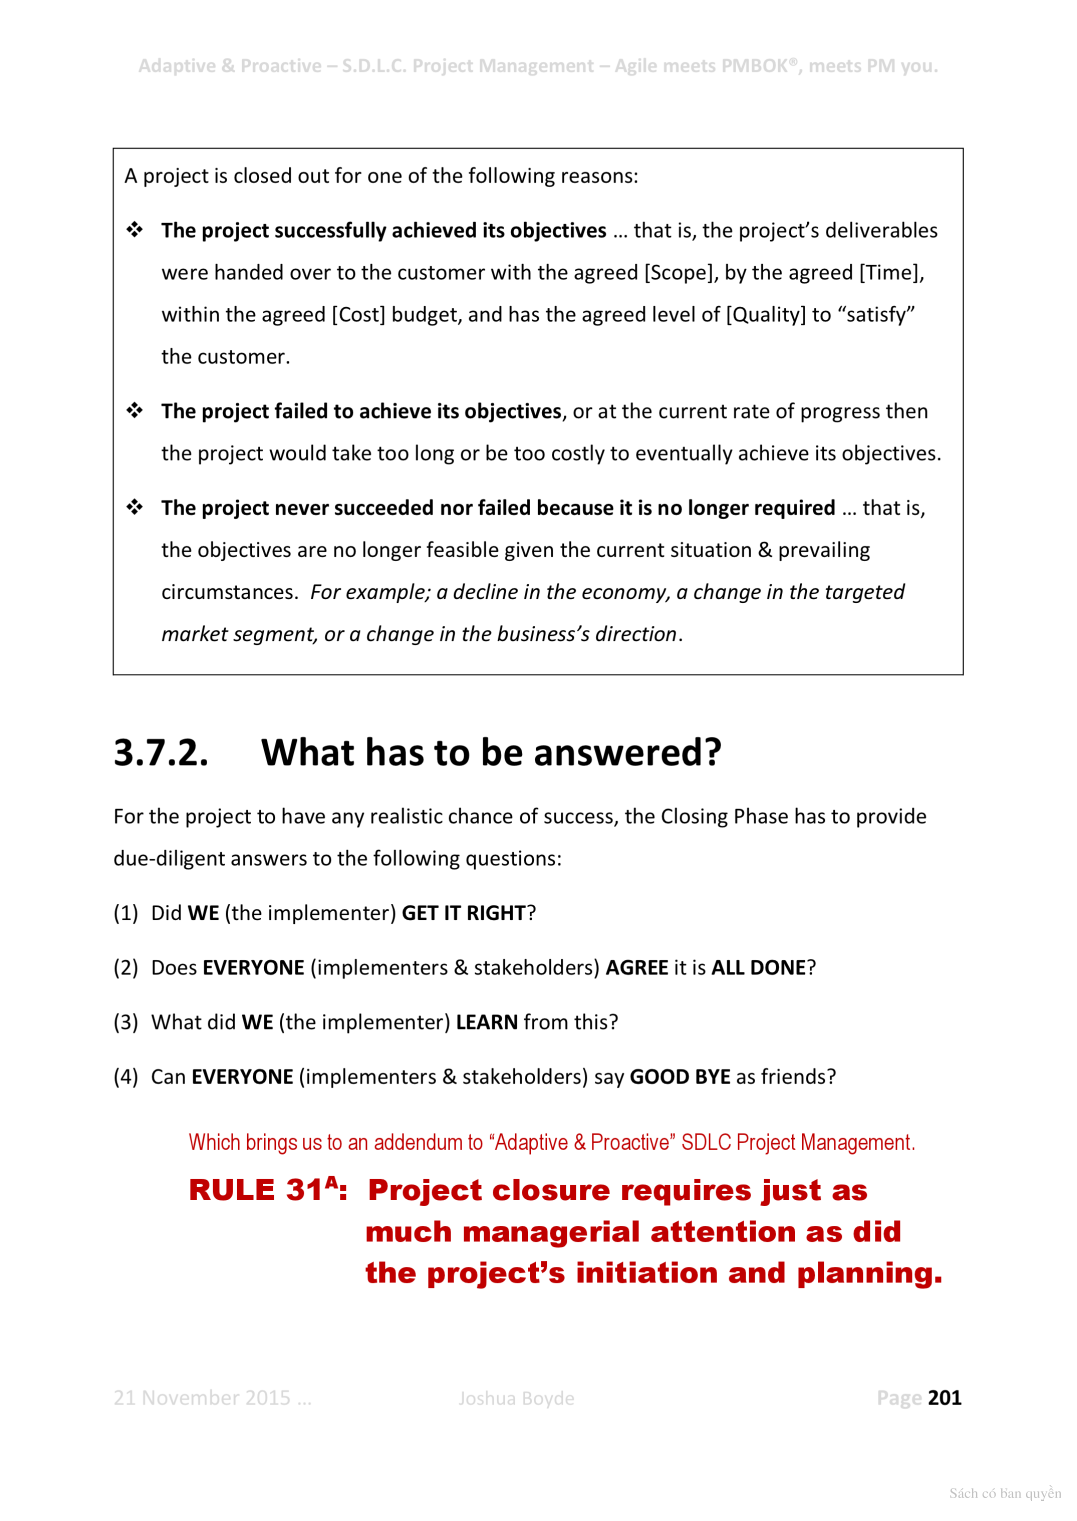 Adaptive & Proactive – S.D.L.C. Project Management – Agile meets PMBOK®, meets PM you.
A project is closed out for one of the following reasons:
❖ The project successfully achieved its objectives … that is, the project’s deliverables
were handed over to the customer with the agreed [Scope], by the agreed [Time],
within the agreed [Cost] budget, and has the agreed level of [Quality] to “satisfy”
the customer.
❖ The project failed to achieve its objectives, or at the current rate of progress then
the project would take too long or be too costly to eventually achieve its objectives.
❖ The project never succeeded nor failed because it is no longer required … that is,
the objectives are no longer feasible given the current situation & prevailing
circumstances. For example; a decline in the economy, a change in the targeted
market segment, or a change in the business’s direction.
3.7.2. What has to be answered?
For the project to have any realistic chance of success, the Closing Phase has to provide
due-diligent answers to the following questions:
(1) Did WE (the implementer) GET IT RIGHT?
(2) Does EVERYONE (implementers & stakeholders) AGREE it is ALL DONE?
(3) What did WE (the implementer) LEARN from this?
(4) Can EVERYONE (implementers & stakeholders) say GOOD BYE as friends?
Which brings us to an addendum to “Adaptive & Proactive” SDLC Project Management.
RULE 31ᴬ: Project closure requires just as
much managerial attention as did
the project’s initiation and planning.
21 November 2015 … Joshua Boyde Page 201
Sách có bản quyền